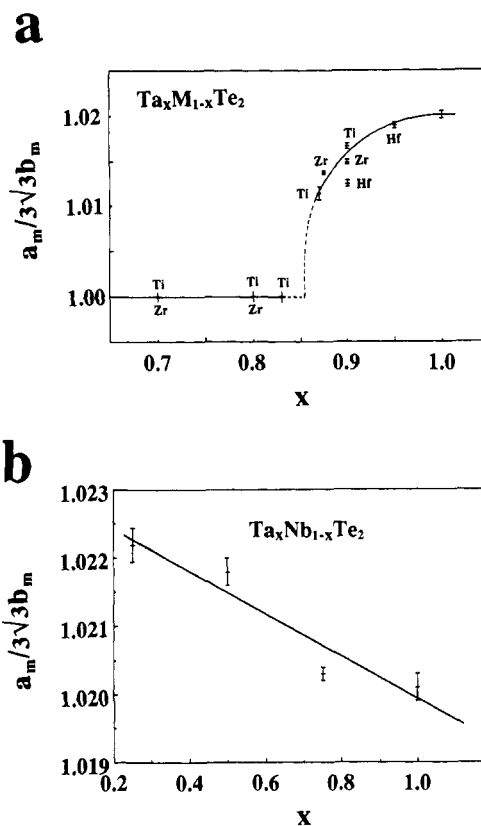 a
TaxM1-xTe2
am/3√3bm
1.02
1.01
1.00
Ti
Zr
Ti
Zr
Ti
Ti
Zr
Ti
Zr
Hf
Hf
0.7
0.8
0.9
1.0
x
b
TaxNb1-xTe2
am/3√3bm
1.023
1.022
1.021
1.020
1.019
0.2
0.4
0.6
0.8
1.0
x